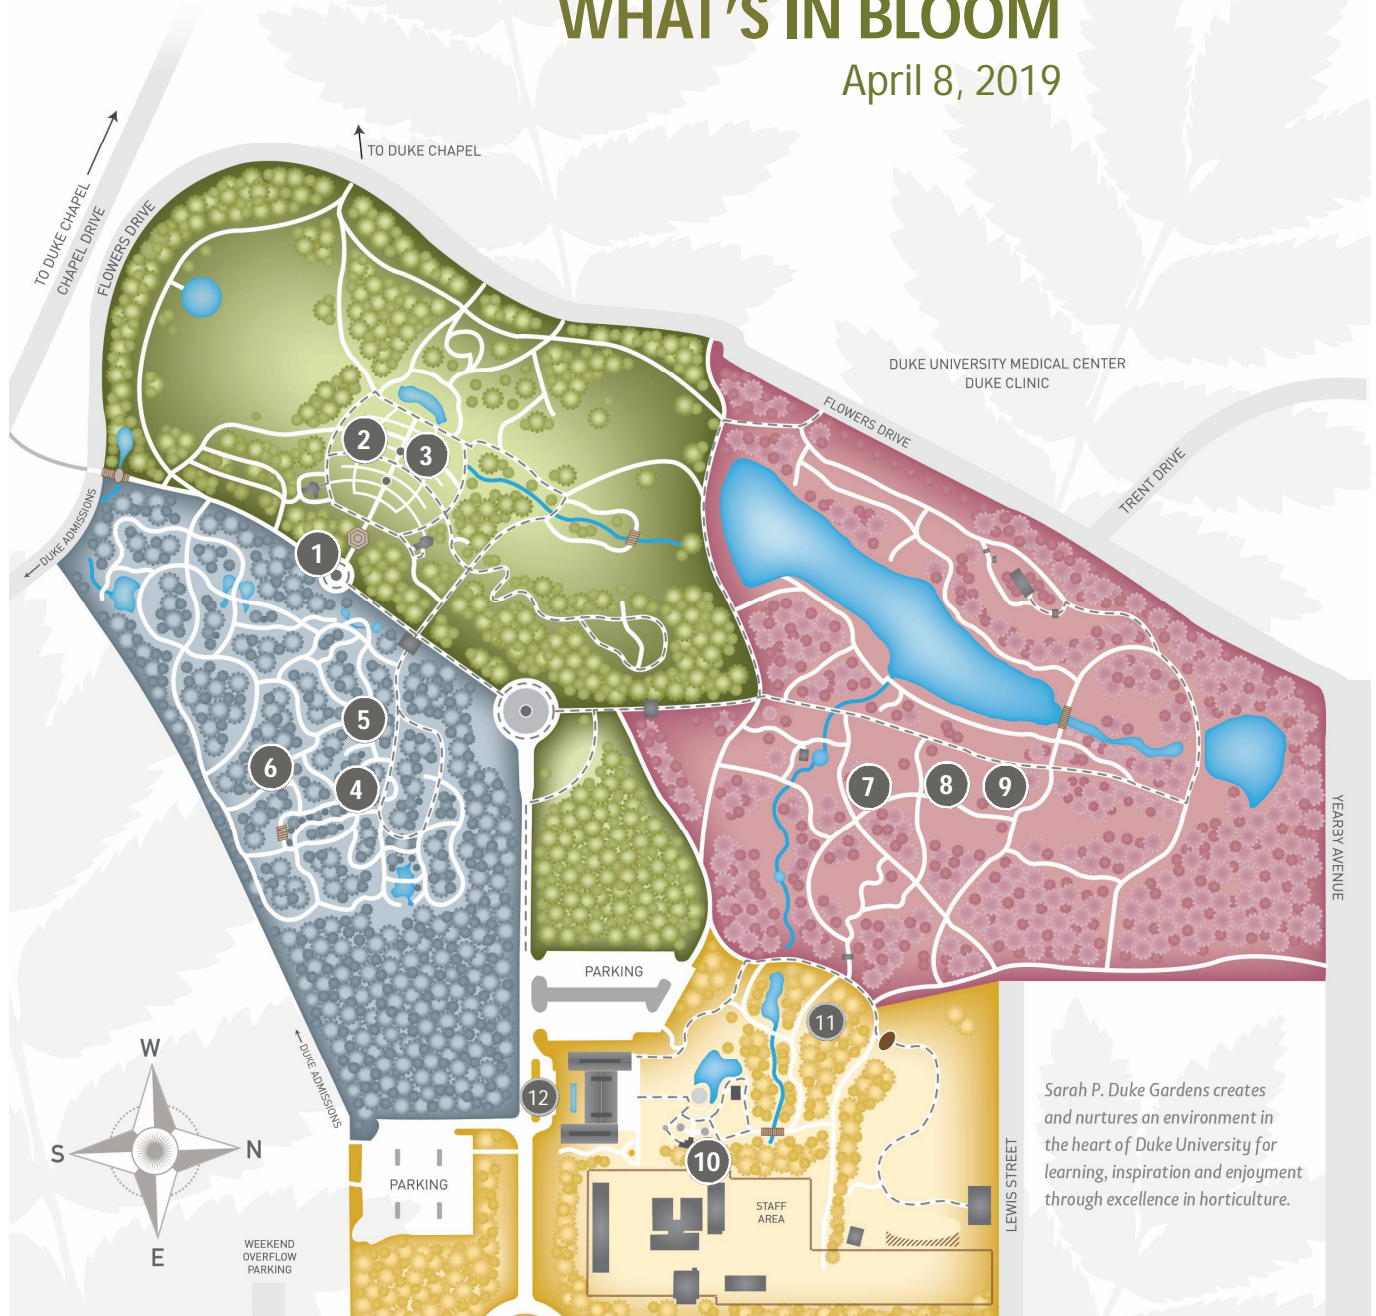 WHAT'S IN BLOOM
April 8, 2019
TO DUKE CHAPEL
TO DUKE CHAPEL
CHAPEL DRIVE
FLOWERS DRIVE
DUKE UNIVERSITY MEDICAL CENTER
DUKE CLINIC
FLOWERS DRIVE
TRENT DRIVE
2
3
DUKE ADMISSIONS
1
5
6
4
7
8
9
YEARBY AVENUE
PARKING
11
12
10
DUKE ADMISSIONS
W
S
N
E
PARKING
STAFF
AREA
WEEKEND
OVERFLOW
PARKING
LEWIS STREET
Sarah P. Duke Gardens creates
and nurtures an environment in
the heart of Duke University for
learning, inspiration and enjoyment
through excellence in horticulture.